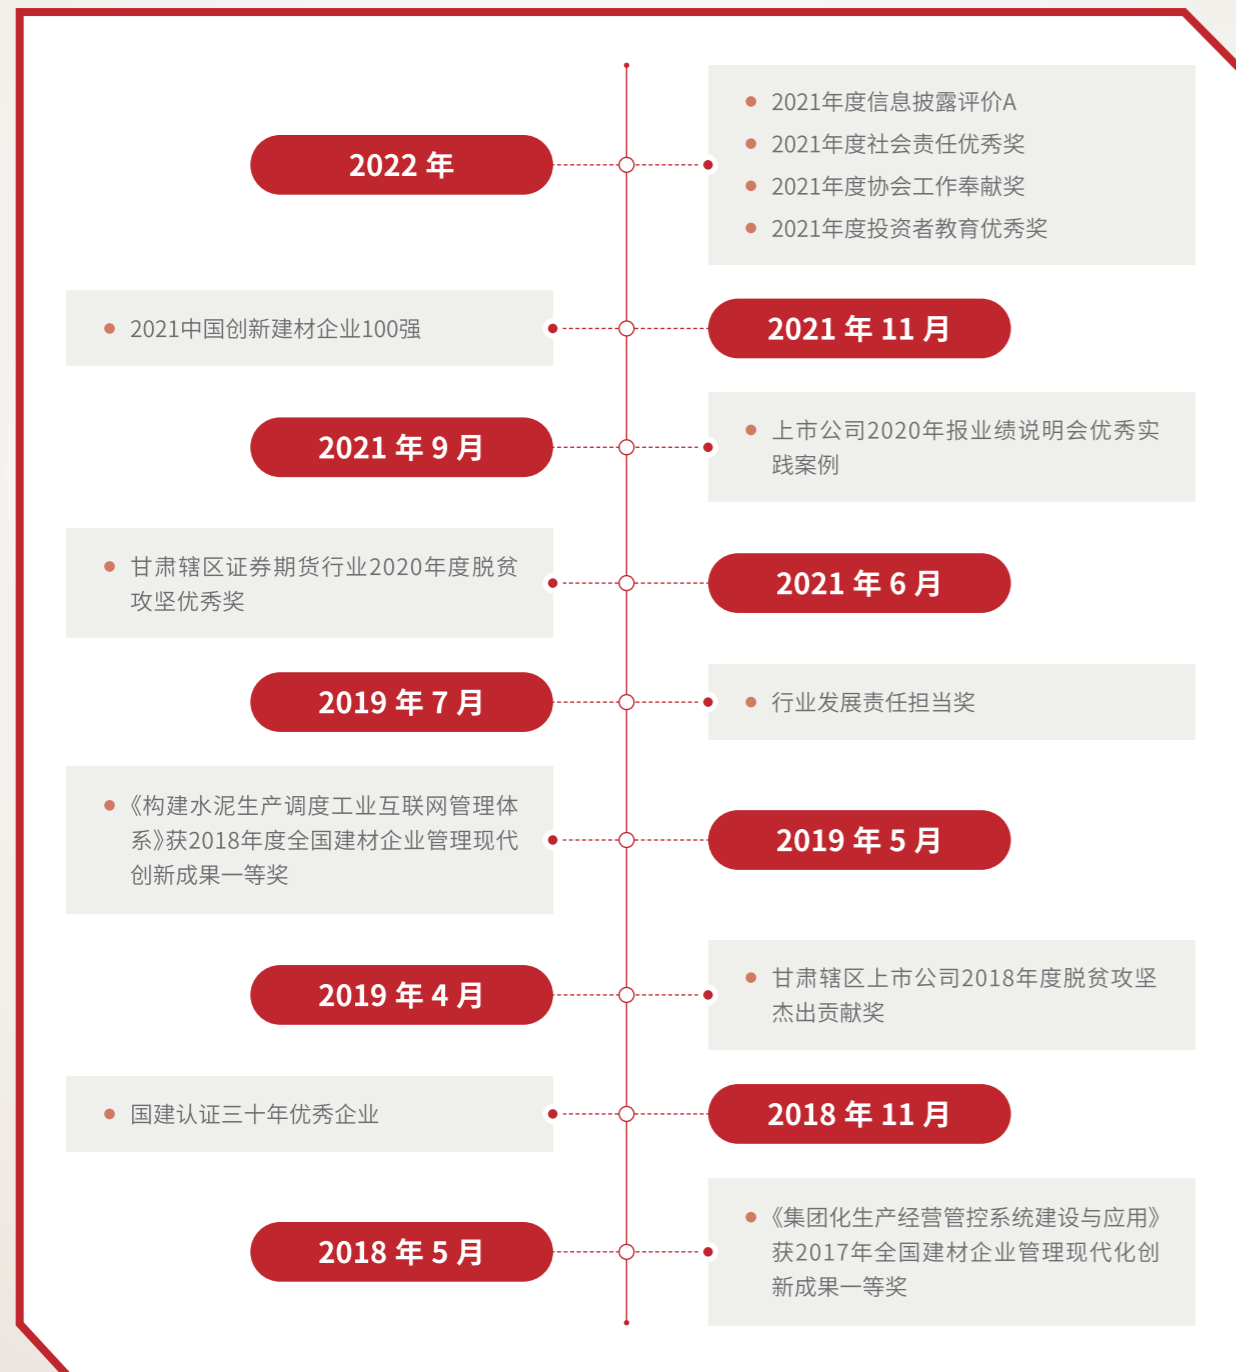 2022 年
2021年度信息披露评价A
2021年度社会责任优秀奖
2021年度协会工作奉献奖
2021年度投资者教育优秀奖
2021 年 11 月
2021中国创新建材企业100强
2021 年 9 月
上市公司2020年报业绩说明会优秀实
践案例
2021 年 6 月
甘肃辖区证券期货行业2020年度脱贫
攻坚优秀奖
2019 年 7 月
行业发展责任担当奖
2019 年 5 月
《构建水泥生产调度工业互联网管理体
系》获2018年度全国建材企业管理现代
创新成果一等奖
2019 年 4 月
甘肃辖区上市公司2018年度脱贫攻坚
杰出贡献奖
2018 年 11 月
国建认证三十年优秀企业
2018 年 5 月
《集团化生产经营管控系统建设与应用》
获2017年全国建材企业管理现代化创
新成果一等奖